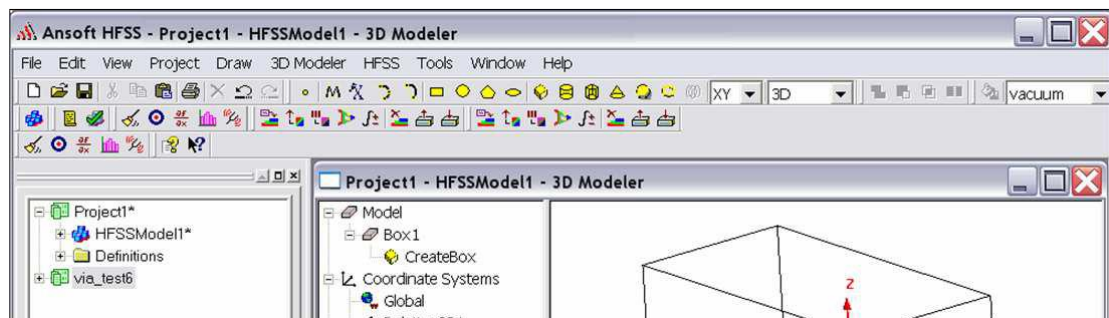 Ansoft HFSS - Project1 - HFSSModel1 - 3D Modeler
File Edit View Project Draw 3D Modeler HFSS Tools Window Help
XY 3D vacuum
Project1 - HFSSModel1 - 3D Modeler
Project1*
HFSSModel1*
Definitions
via_test6
Model
Box1
CreateBox
Coordinate Systems
Global
Z